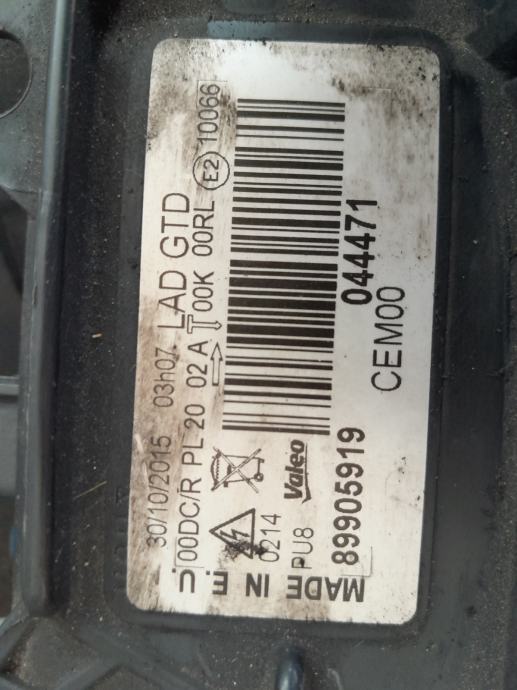 30/10/2015 03h07 LAD GTD
00DC/R PL 20 02 A 00K 00RL E2 10066
0214
PU8 Valeo
89905919 044471
MADE IN E.U CEM00